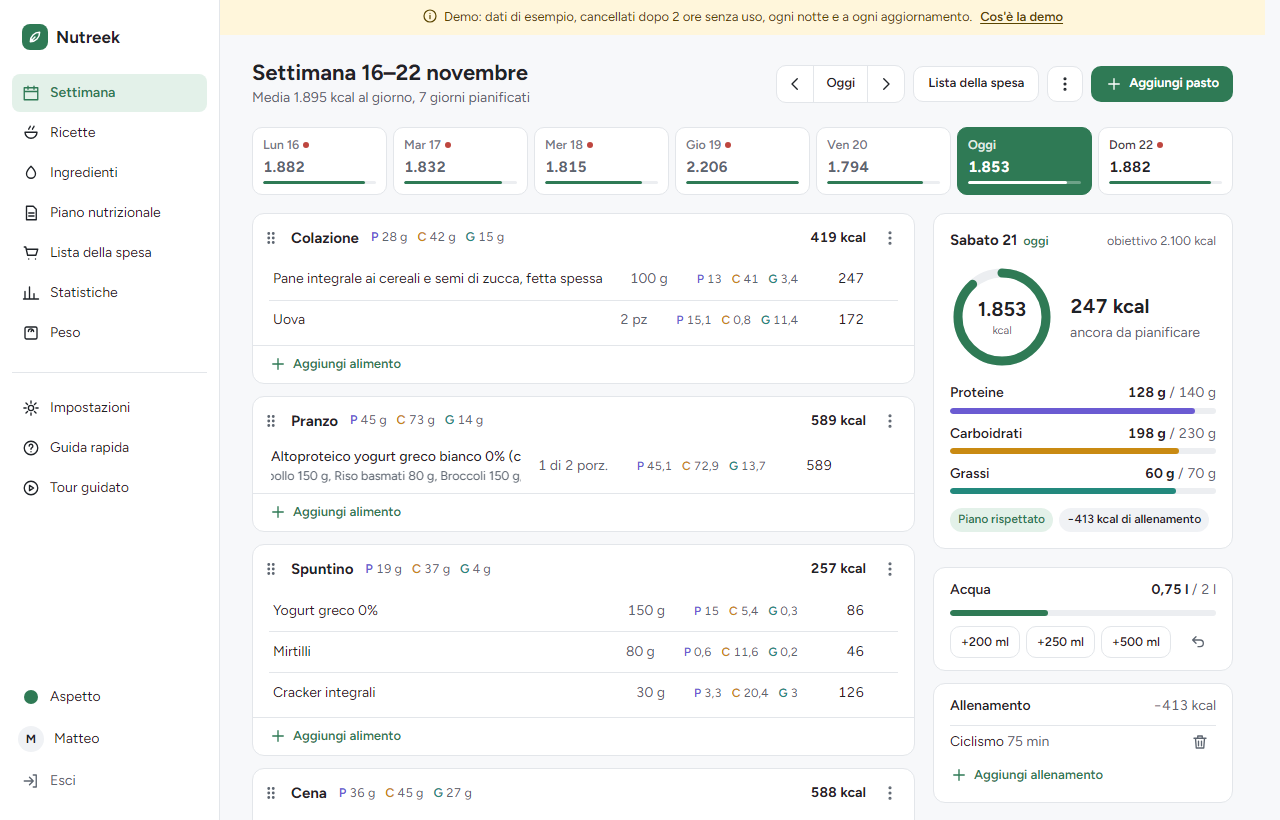 Nutreek
Settimana
Ricette
Ingredienti
Piano nutrizionale
Lista della spesa
Statistiche
Peso
Impostazioni
Guida rapida
Tour guidato
Aspetto
M Matteo
Esci
Demo: dati di esempio, cancellati dopo 2 ore senza uso, ogni notte e a ogni aggiornamento. Cos'è la demo
Settimana 16–22 novembre
Media 1.895 kcal al giorno, 7 giorni pianificati
Oggi
Lista della spesa
Aggiungi pasto
Lun 16
1.882
Mar 17
1.832
Mer 18
1.815
Gio 19
2.206
Ven 20
1.794
Oggi
1.853
Dom 22
1.882
Colazione P 28 g C 42 g G 15 g 419 kcal
Pane integrale ai cereali e semi di zucca, fetta spessa 100 g P 13 C 41 G 3,4 247
Uova 2 pz P 15,1 C 0,8 G 11,4 172
Aggiungi alimento
Pranzo P 45 g C 73 g G 14 g 589 kcal
Altoproteico yogurt greco bianco 0% (c 1 di 2 porz. P 45,1 C 72,9 G 13,7 589
pollo 150 g, Riso basmati 80 g, Broccoli 150 g,
Aggiungi alimento
Spuntino P 19 g C 37 g G 4 g 257 kcal
Yogurt greco 0% 150 g P 15 C 5,4 G 0,3 86
Mirtilli 80 g P 0,6 C 11,6 G 0,2 46
Cracker integrali 30 g P 3,3 C 20,4 G 3 126
Aggiungi alimento
Cena P 36 g C 45 g G 27 g 588 kcal
Sabato 21 oggi obiettivo 2.100 kcal
1.853
kcal
247 kcal
ancora da pianificare
Proteine 128 g / 140 g
Carboidrati 198 g / 230 g
Grassi 60 g / 70 g
Piano rispettato
−413 kcal di allenamento
Acqua 0,75 l / 2 l
+200 ml
+250 ml
+500 ml
Allenamento −413 kcal
Ciclismo 75 min
Aggiungi allenamento